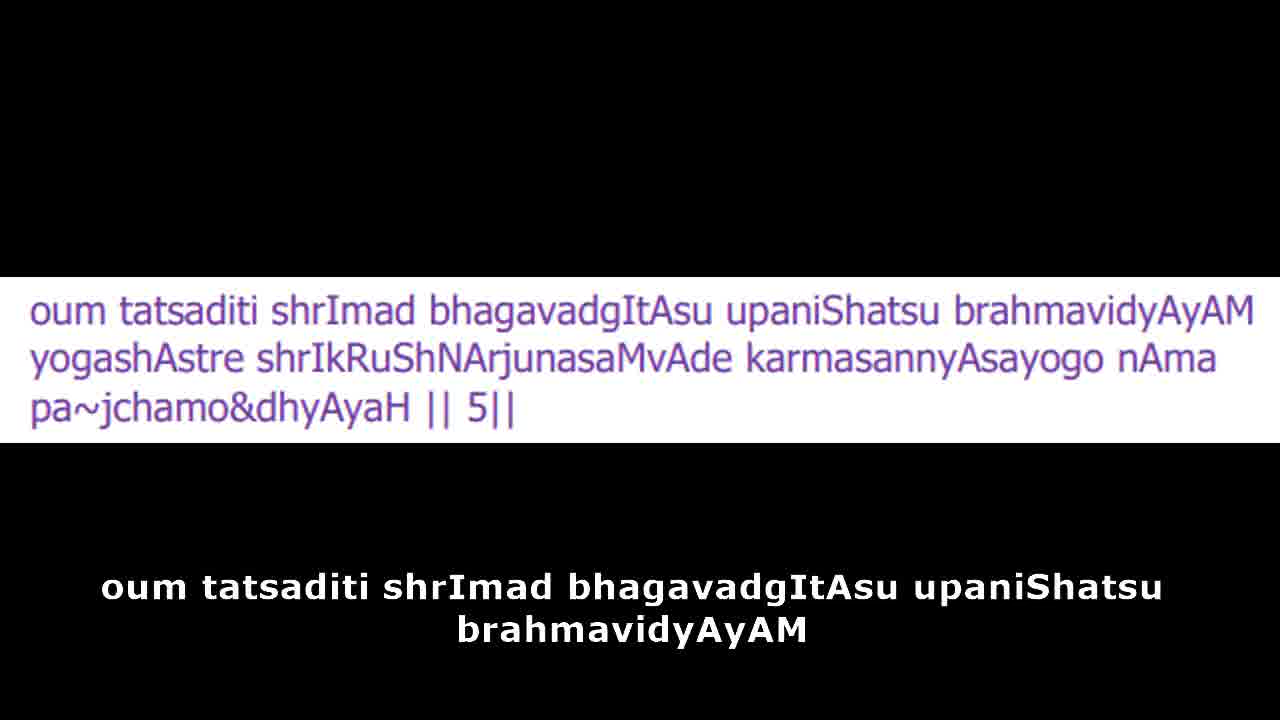 oum tatsaditi shrImad bhagavadgItAsu upaniShatsu brahmavidyAyAM
yogashAstre shrIkRuShNArjunasaMvAde karmasannyAsayogo nAma
pa~jchamo&dhyAyaH || 5||
oum tatsaditi shrImad bhagavadgItAsu upaniShatsu
brahmavidyAyAM